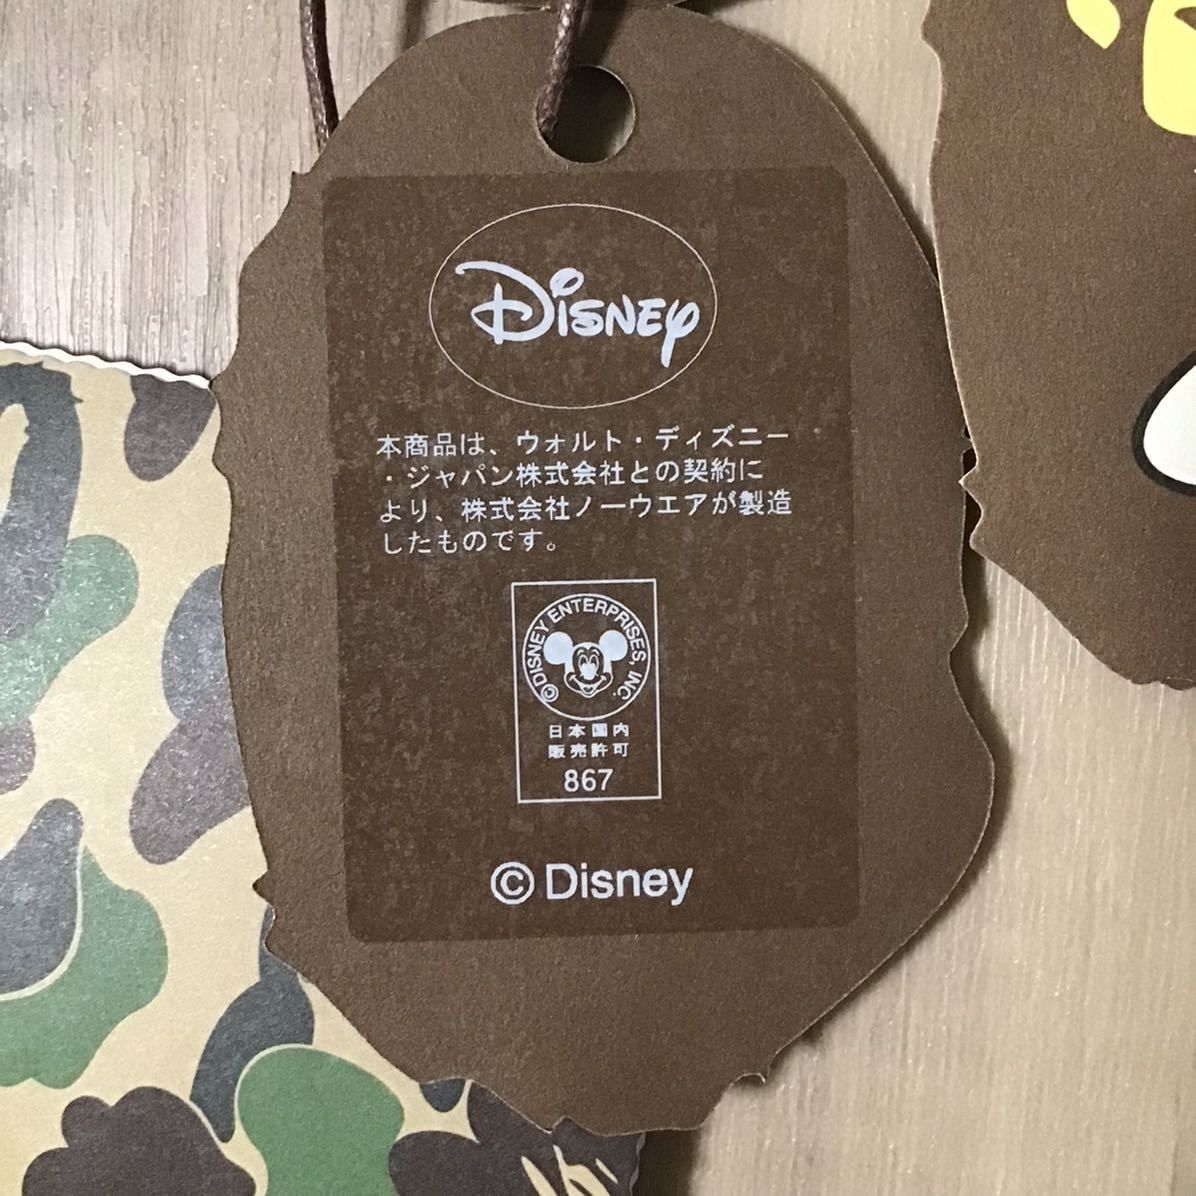 Disney
本商品は、ウォルト・ディズニー
・ジャパン株式会社との契約に
より、株式会社ノーウエアが製造
したものです。
©DISNEY ENTERPRISES, INC.
日本国内
販売許可
867
© Disney